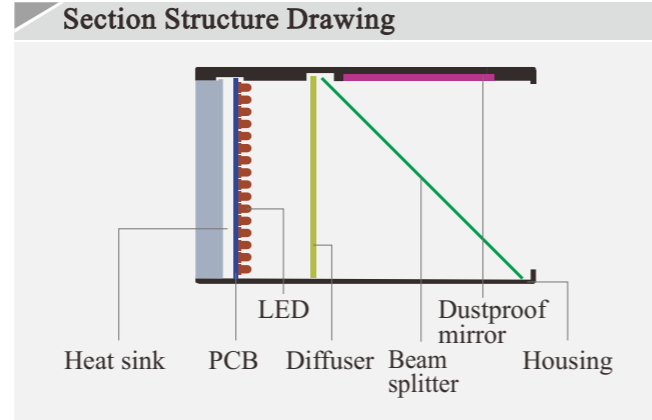 Section Structure Drawing
LED
Dustproof
mirror
Heat sink
PCB
Diffuser
Beam
splitter
Housing